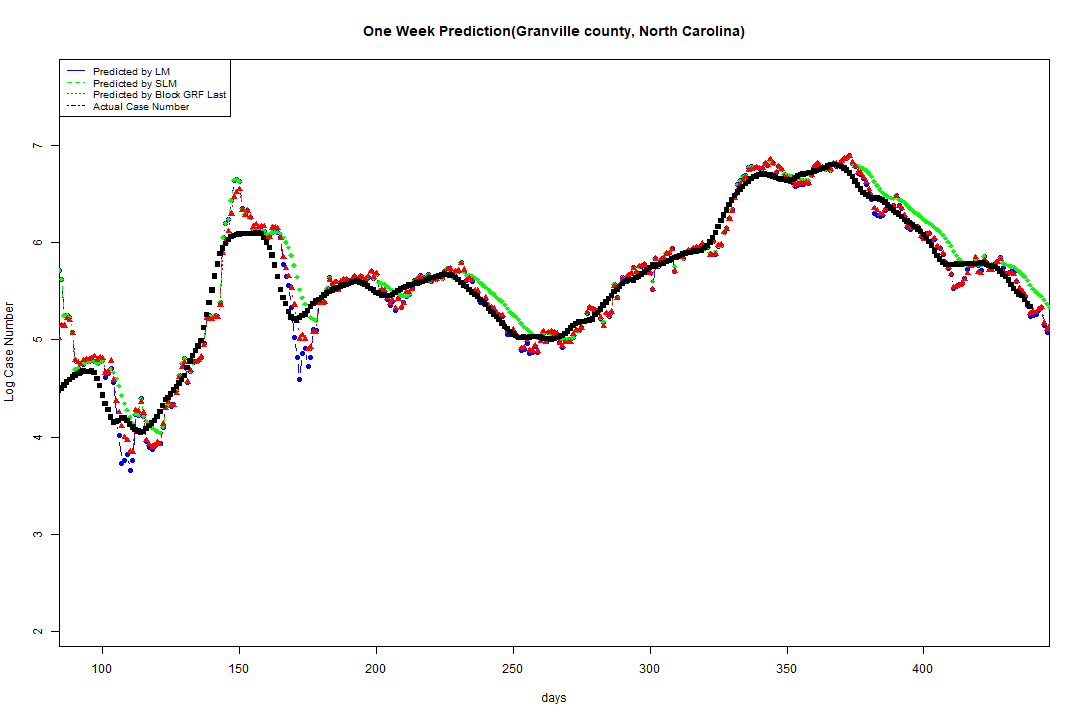 One Week Prediction(Granville county, North Carolina)
Predicted by LM
Predicted by SLM
Predicted by Block GRF Last
Actual Case Number
7
6
5
4
3
2
Log Case Number
100 150 200 250 300 350 400
days